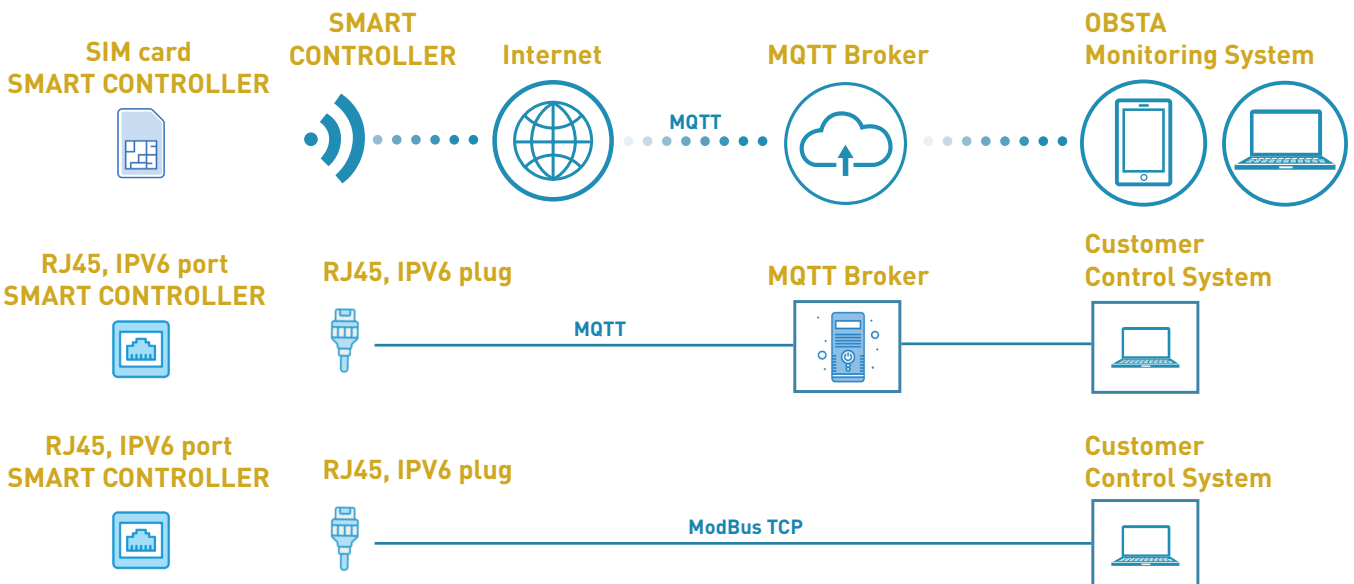 SIM card
SMART CONTROLLER
SMART
CONTROLLER
Internet
MQTT
MQTT Broker
OBSTA
Monitoring System
RJ45, IPV6 port
SMART CONTROLLER
RJ45, IPV6 plug
MQTT
MQTT Broker
Customer
Control System
RJ45, IPV6 port
SMART CONTROLLER
RJ45, IPV6 plug
ModBus TCP
Customer
Control System